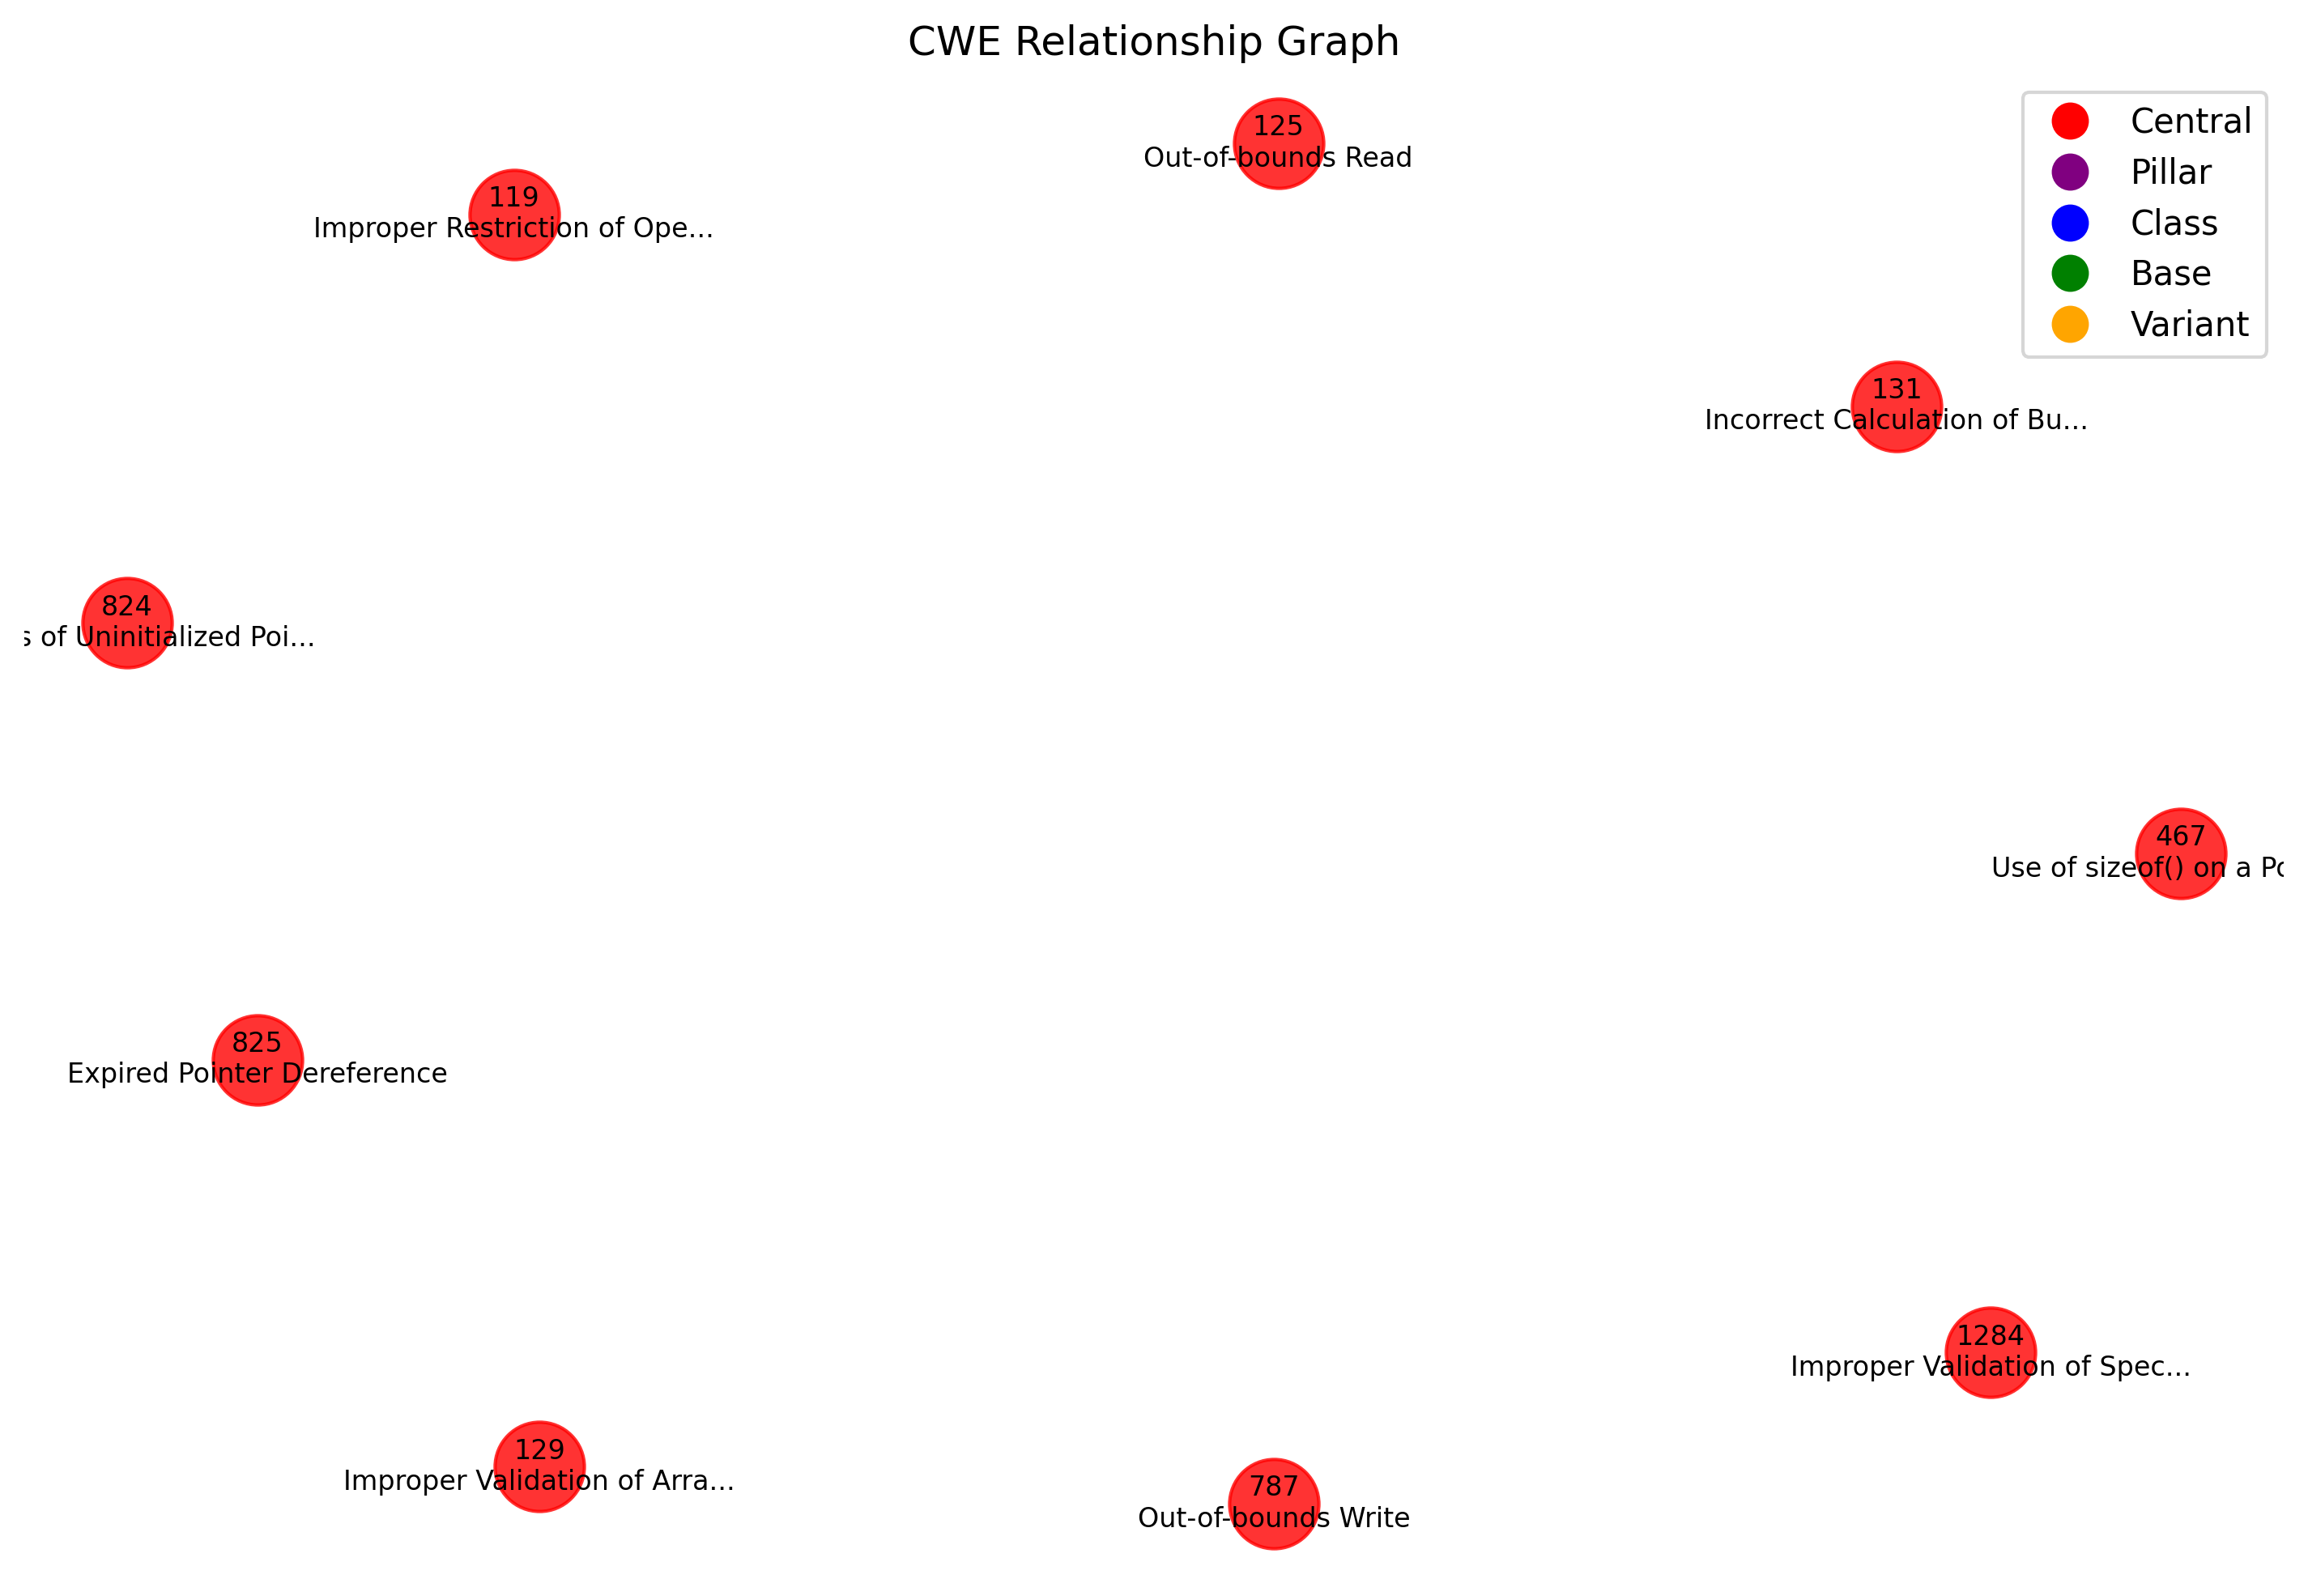 CWE Relationship Graph
125
Out-of-bounds Read
Central
Pillar
Class
Base
Variant
119
Improper Restriction of Ope...
131
Incorrect Calculation of Bu...
824
s of Uninitialized Poi...
467
Use of sizeof() on a Po
825
Expired Pointer Dereference
1284
Improper Validation of Spec...
129
Improper Validation of Arra...
787
Out-of-bounds Write